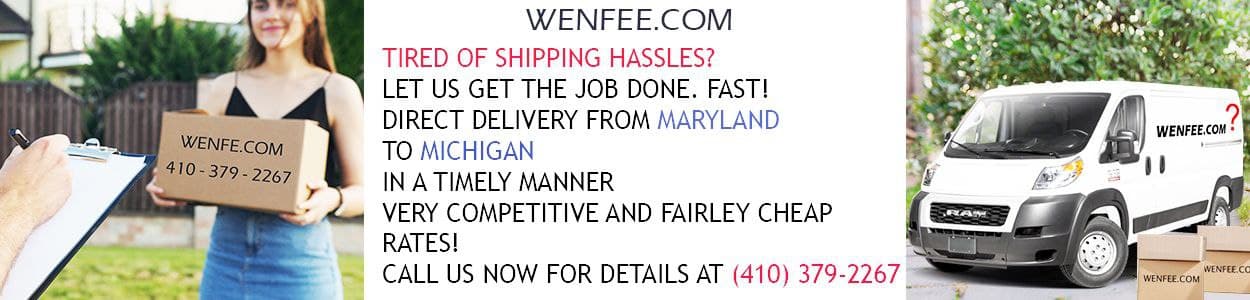 WENFEE.COM
TIRED OF SHIPPING HASSLES?
LET US GET THE JOB DONE. FAST!
DIRECT DELIVERY FROM MARYLAND
TO MICHIGAN
IN A TIMELY MANNER
VERY COMPETITIVE AND FAIRLEY CHEAP
RATES!
CALL US NOW FOR DETAILS AT (410) 379-2267
WENFE.COM
410 - 379 - 2267
WENFEE.COM ?
RAM
WENFEE.COM
WENFEE.CO